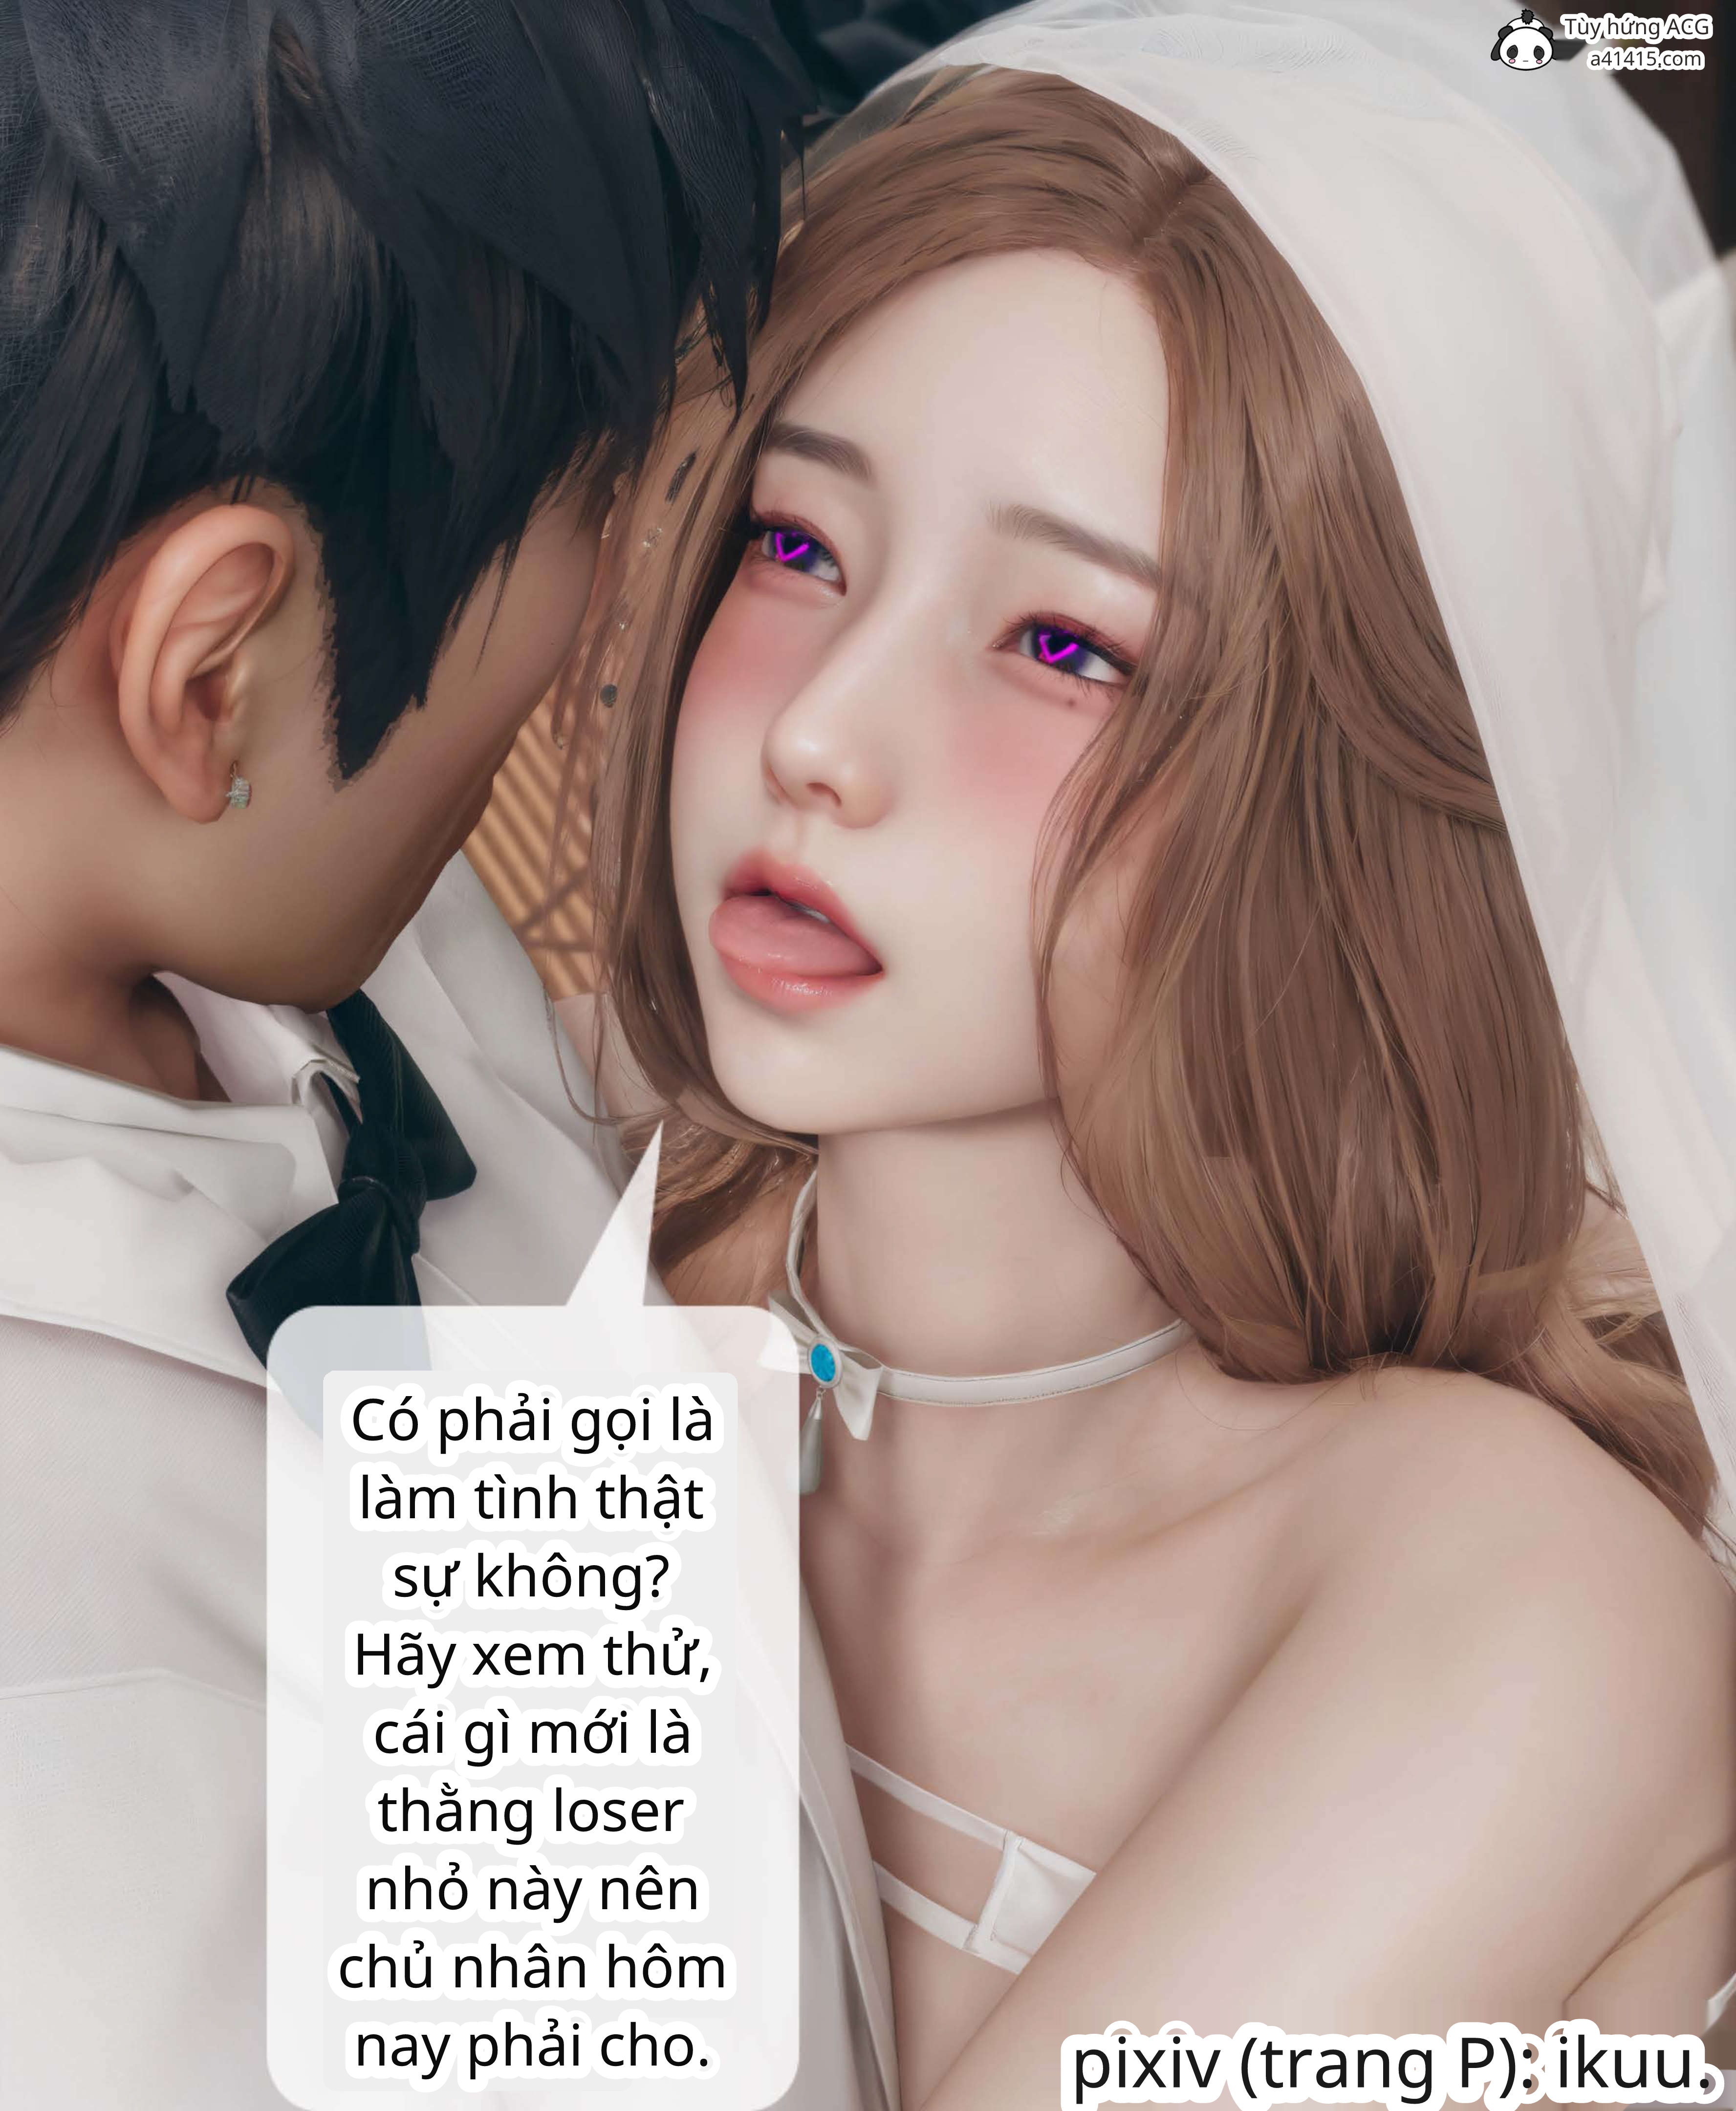 Tùy hứng ACG
a41415.com
Có phải gọi là
làm tình thật
sự không?
Hãy xem thử,
cái gì mới là
thằng loser
nhỏ này nên
chủ nhân hôm
nay phải cho.
pixiv (trang P): ikuu.